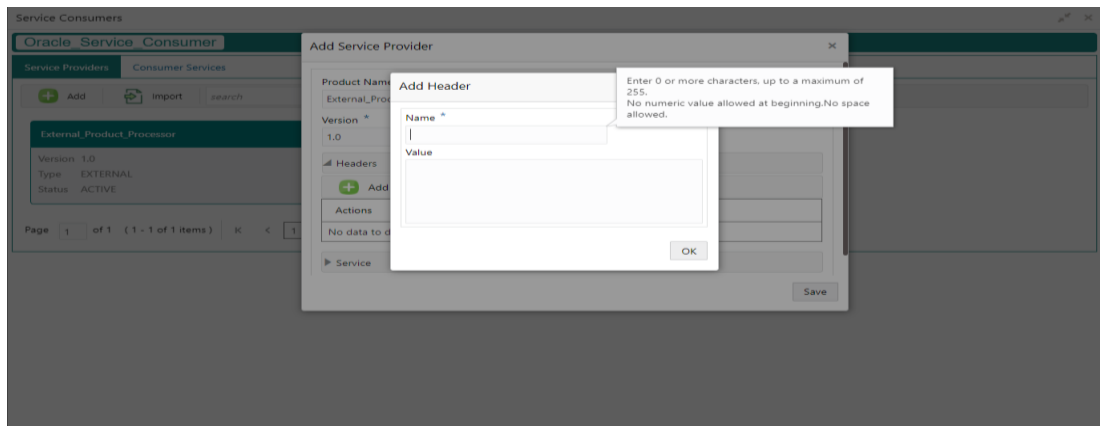 Service Consumers
Oracle_Service_Consumer
Service Providers Consumer Services
Add Import search
External_Product_Processor
Version 1.0
Type EXTERNAL
Status ACTIVE
Page 1 of 1 (1 - 1 of 1 items) K < 1
Add Service Provider ×
Product Name
External_Proc
Version *
1.0
Headers
Add
Actions
No data to d
Service
Save
Add Header
Name *
Value
OK
Enter 0 or more characters, up to a maximum of
255.
No numeric value allowed at beginning.No space
allowed.